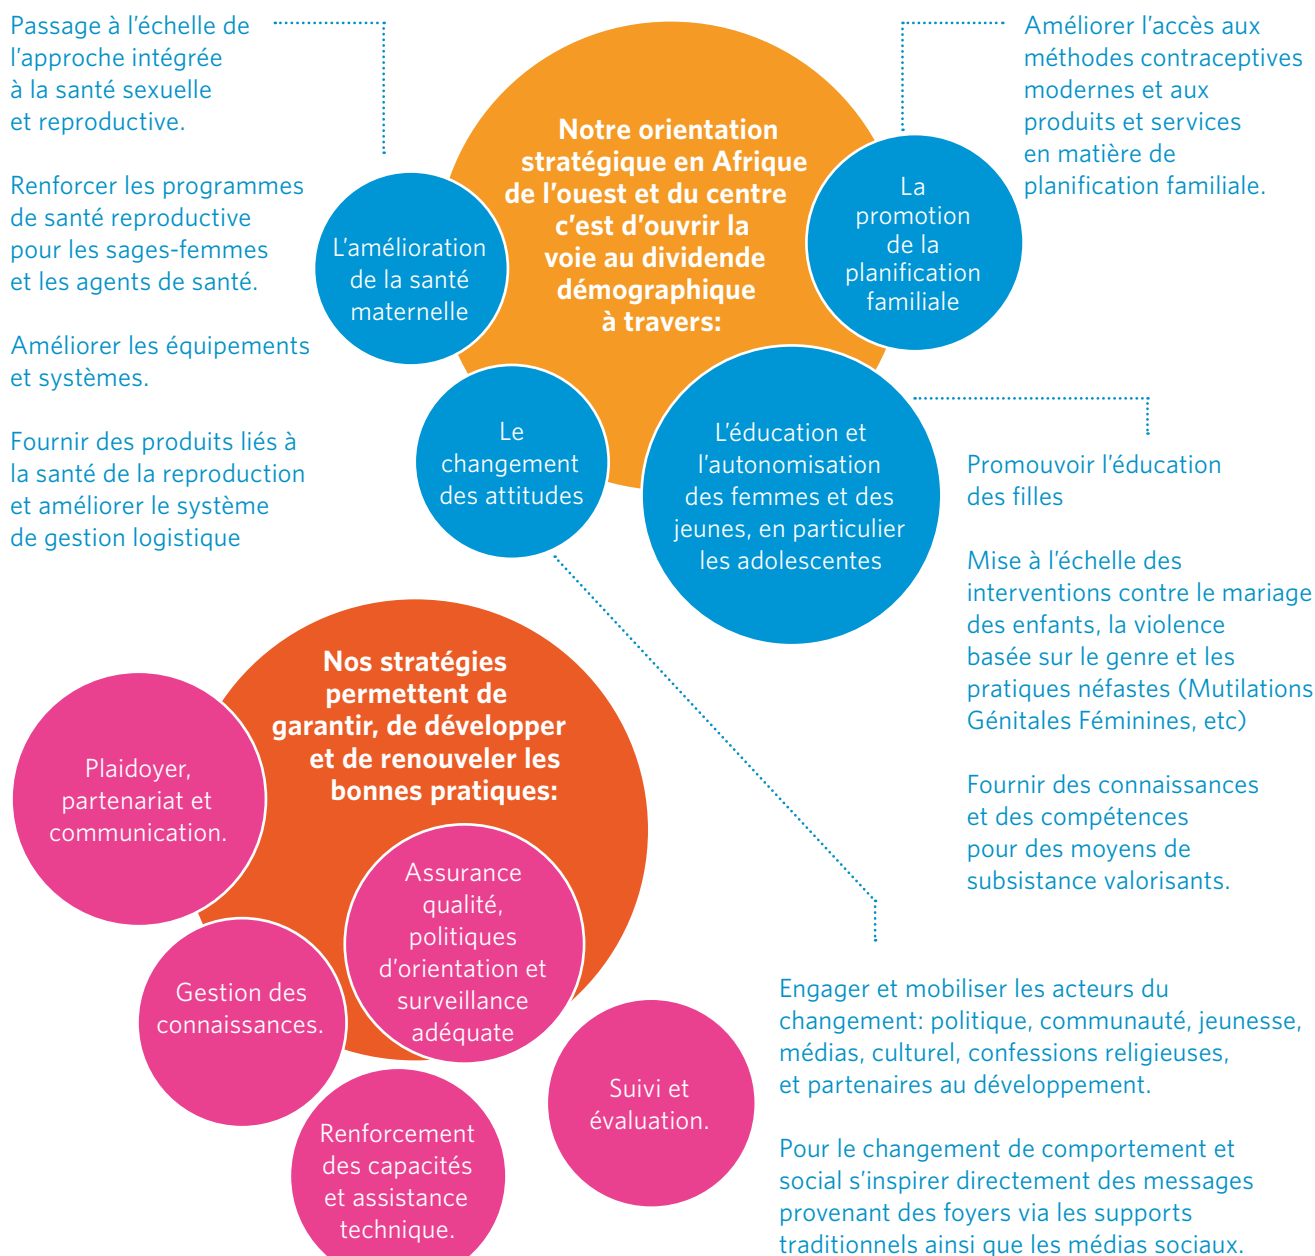 Passage à l'échelle de
l'approche intégrée
à la santé sexuelle
et reproductive.
Renforcer les programmes
de santé reproductive
pour les sages-femmes
et les agents de santé.
Améliorer les équipements
et systèmes.
Fournir des produits liés à
la santé de la reproduction
et améliorer le système
de gestion logistique
Notre orientation
stratégique en Afrique
de l'ouest et du centre
c'est d'ouvrir la
voie au dividende
démographique
à travers:
L'amélioration
de la santé
maternelle
Le
changement
des attitudes
L'éducation et
l'autonomisation
des femmes et des
jeunes, en particulier
les adolescentes
La
promotion
de la
planification
familiale
Améliorer l'accès aux
méthodes contraceptives
modernes et aux
produits et services
en matière de
planification familiale.
Promouvoir l'éducation
des filles
Mise à l'échelle des
interventions contre le mariage
des enfants, la violence
basée sur le genre et les
pratiques néfastes (Mutilations
Génitales Féminines, etc)
Fournir des connaissances
et des compétences
pour des moyens de
subsistance valorisants.
Engager et mobiliser les acteurs du
changement: politique, communauté, jeunesse,
médias, culturel, confessions religieuses,
et partenaires au développement.
Pour le changement de comportement et
social s'inspirer directement des messages
provenant des foyers via les supports
traditionnels ainsi que les médias sociaux.
Nos stratégies
permettent de
garantir, de développer
et de renouveler les
bonnes pratiques:
Plaidoyer,
partenariat et
communication.
Gestion des
connaissances.
Assurance
qualité,
politiques
d'orientation et
surveillance
adéquate
Renforcement
des capacités
et assistance
technique.
Suivi et
évaluation.